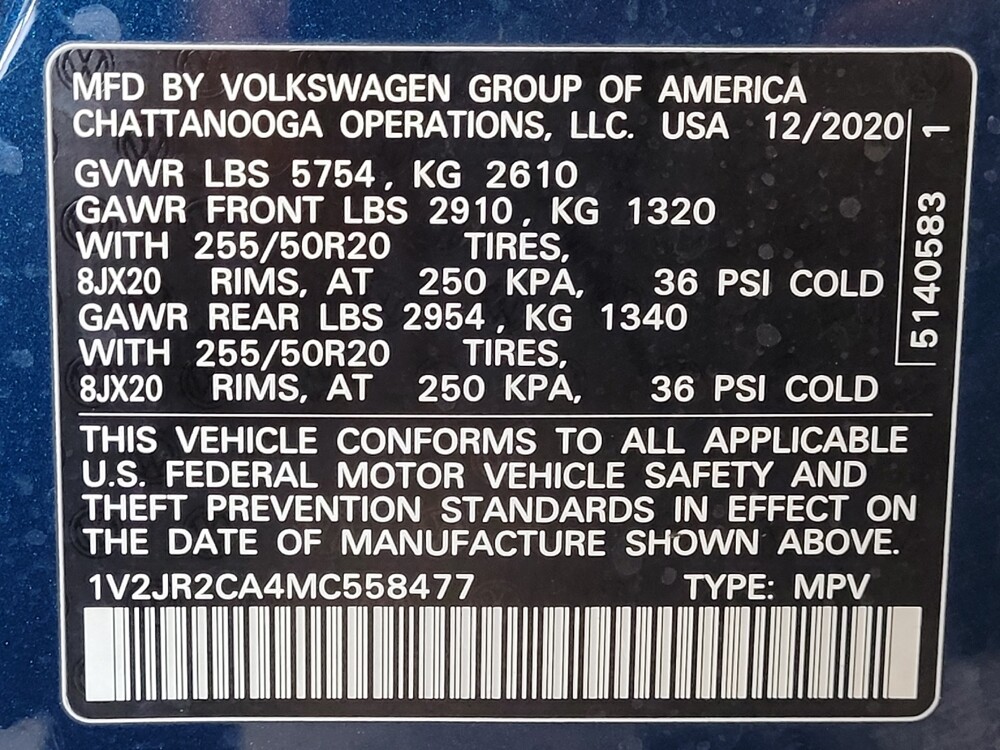 MFD BY VOLKSWAGEN GROUP OF AMERICA
CHATTANOOGA OPERATIONS, LLC. USA 12/2020
GVWR LBS 5754, KG 2610
GAWR FRONT LBS 2910, KG 1320
WITH 255/50R20 TIRES,
8JX20 RIMS, AT 250 KPA, 36 PSI COLD
GAWR REAR LBS 2954, KG 1340
WITH 255/50R20 TIRES,
8JX20 RIMS, AT 250 KPA, 36 PSI COLD
5140583 1
THIS VEHICLE CONFORMS TO ALL APPLICABLE
U.S. FEDERAL MOTOR VEHICLE SAFETY AND
THEFT PREVENTION STANDARDS IN EFFECT ON
THE DATE OF MANUFACTURE SHOWN ABOVE.
1V2JR2CA4MC558477 TYPE: MPV